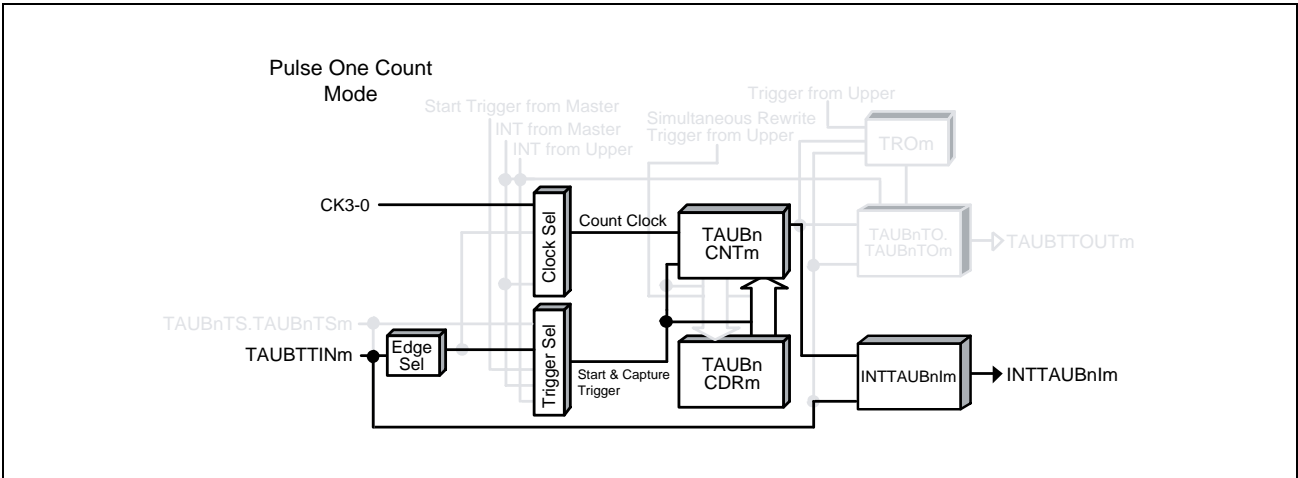 Pulse One Count
Mode
Trigger from Upper
Start Trigger from Master
Simultaneous Rewrite
Trigger from Upper
INT from Master
INT from Upper
TROm
CK3-0
Clock Sel
Count Clock
TAUBn
CNTm
TAUBnTO.
TAUBnTOm
TAUBTTOUTm
TAUBnTS.TAUBnTSm
TAUBTTINm
Edge
Sel
Trigger Sel
Start & Capture
Trigger
TAUBn
CDRm
INTTAUBnIm
INTTAUBnIm